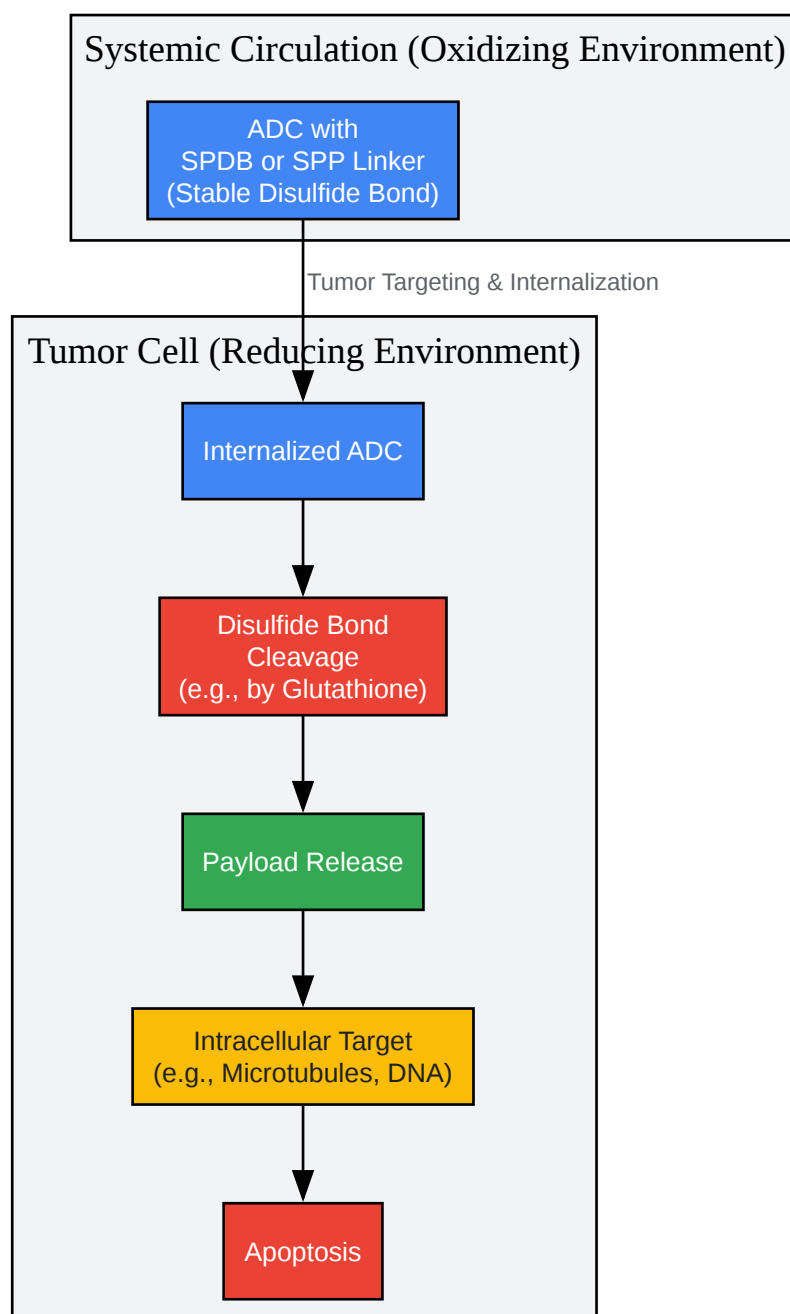 Systemic Circulation (Oxidizing Environment)
ADC with
SPDB or SPP Linker
(Stable Disulfide Bond)
Tumor Targeting & Internalization
Tumor Cell (Reducing Environment)
Internalized ADC
Disulfide Bond
Cleavage
(e.g., by Glutathione)
Payload Release
Intracellular Target
(e.g., Microtubules, DNA)
Apoptosis